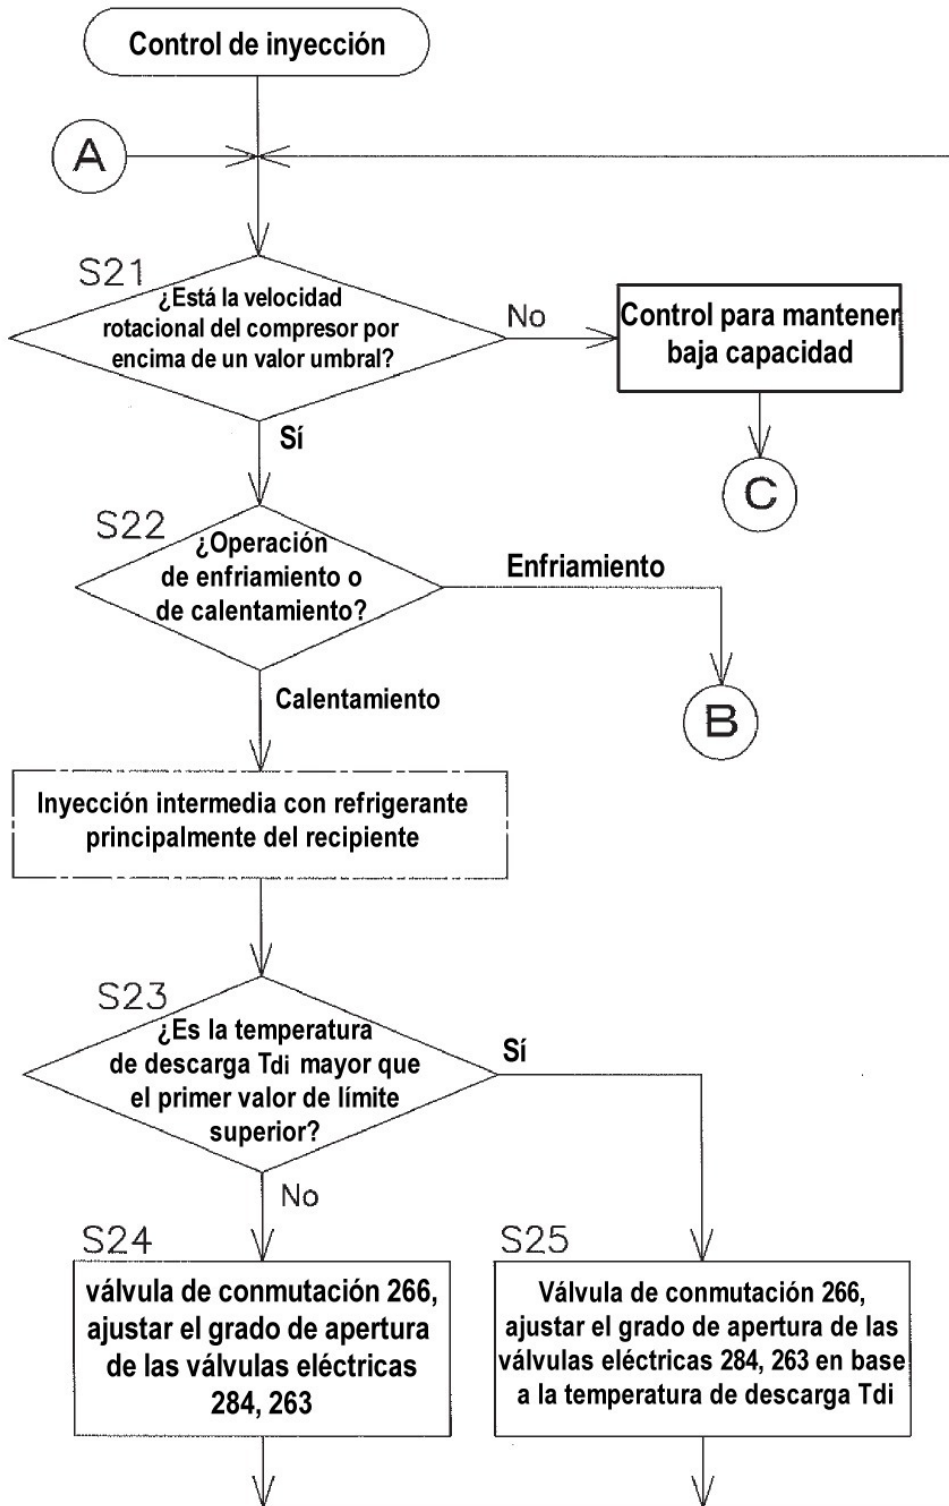 Control de inyección
A
S21
¿Está la velocidad
rotacional del compresor por
encima de un valor umbral?
No
Control para mantener
baja capacidad
Sí
C
S22
¿Operación
de enfriamiento o
de calentamiento?
Enfriamiento
Calentamiento
B
Inyección intermedia con refrigerante
principalmente del recipiente
S23
¿Es la temperatura
de descarga Tdi mayor que
el primer valor de límite
superior?
Sí
No
S24
válvula de conmutación 266,
ajustar el grado de apertura
de las válvulas eléctricas
284, 263
S25
Válvula de conmutación 266,
ajustar el grado de apertura de las
válvulas eléctricas 284, 263 en base
a la temperatura de descarga Tdi